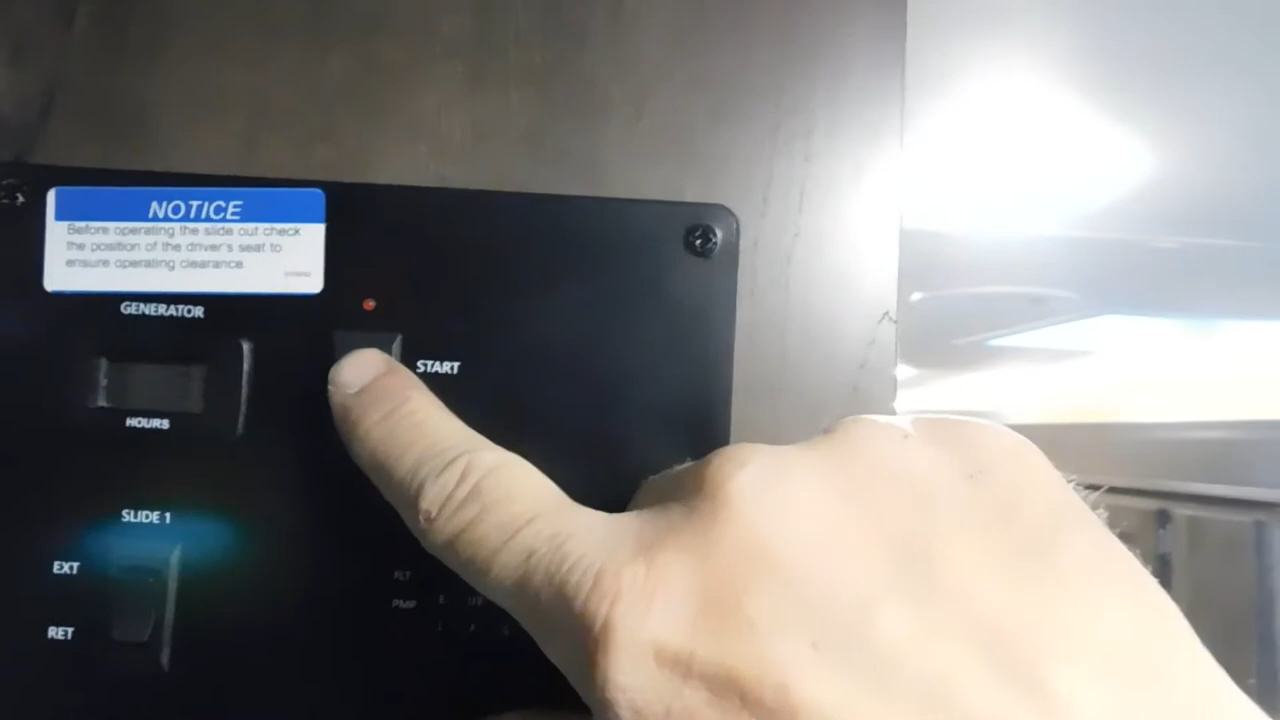 NOTICE
Before operating the slide out check
the position of the driver's seat to
ensure operating clearance.
GENERATOR
START
HOURS
SLIDE 1
EXT
RET
FLT
PMP